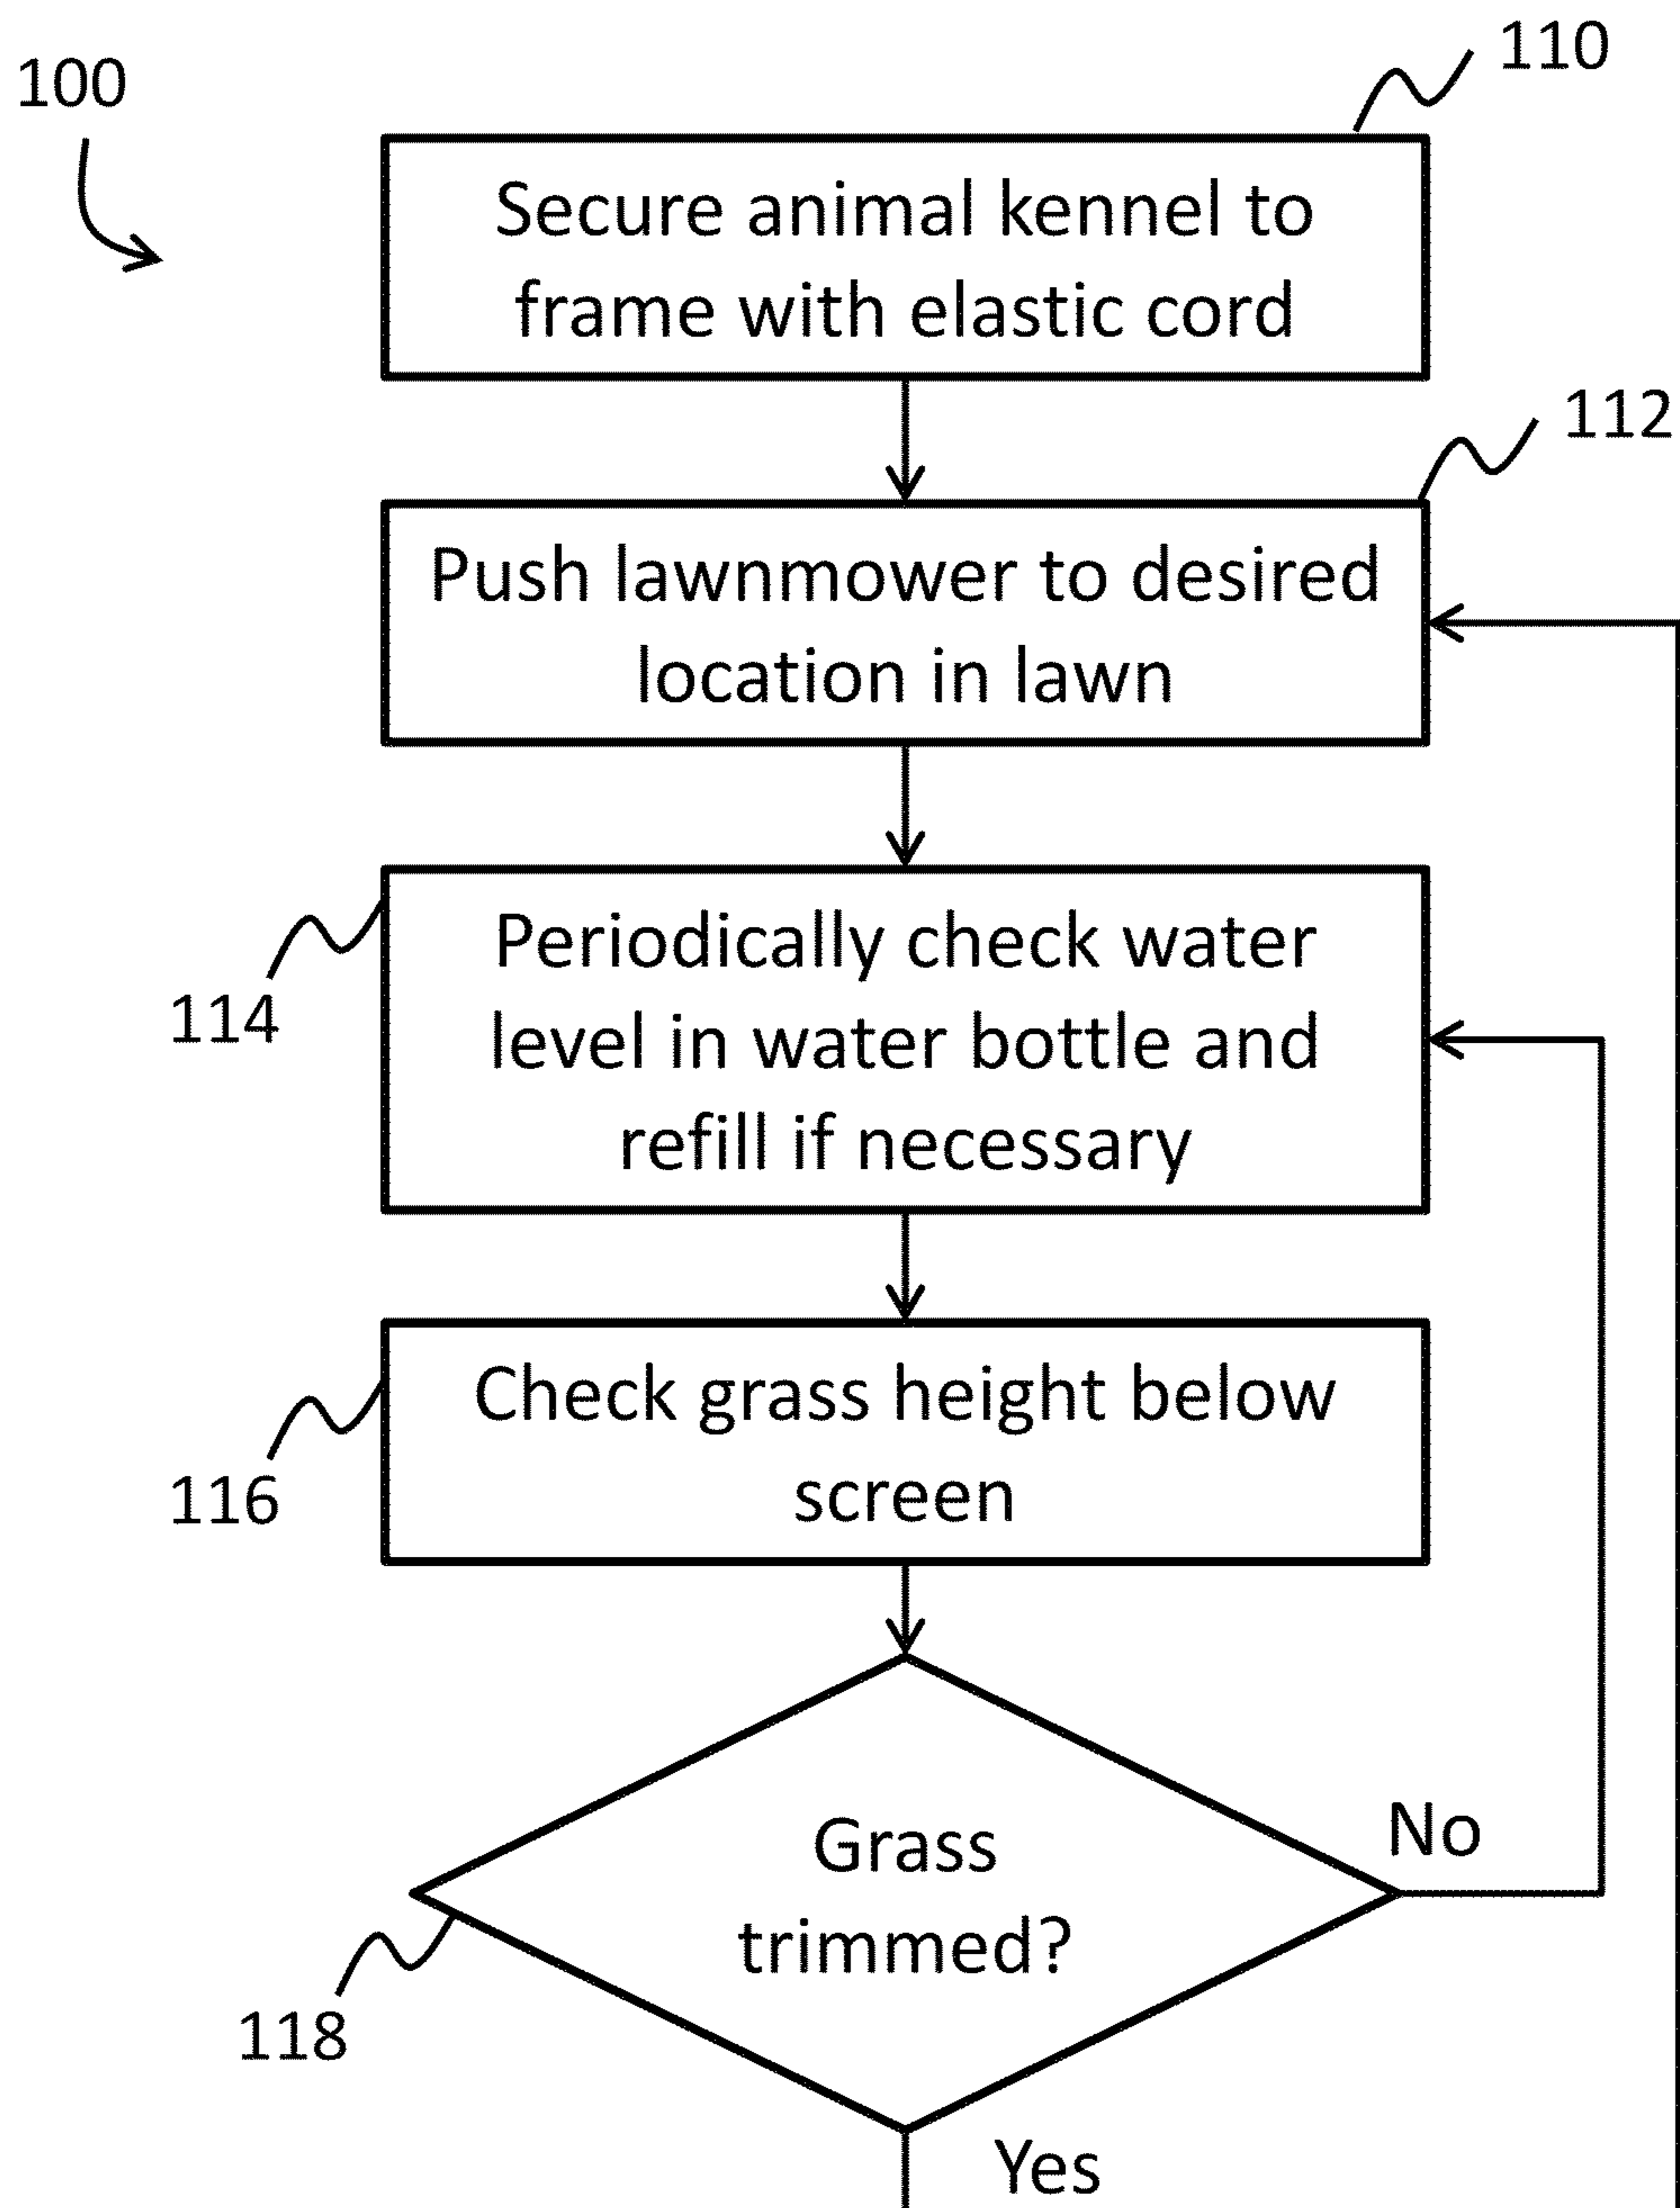 100
110
Secure animal kennel to
frame with elastic cord
112
Push lawnmower to desired
location in lawn
114
Periodically check water
level in water bottle and
refill if necessary
116
Check grass height below
screen
118
Grass
trimmed?
No
Yes